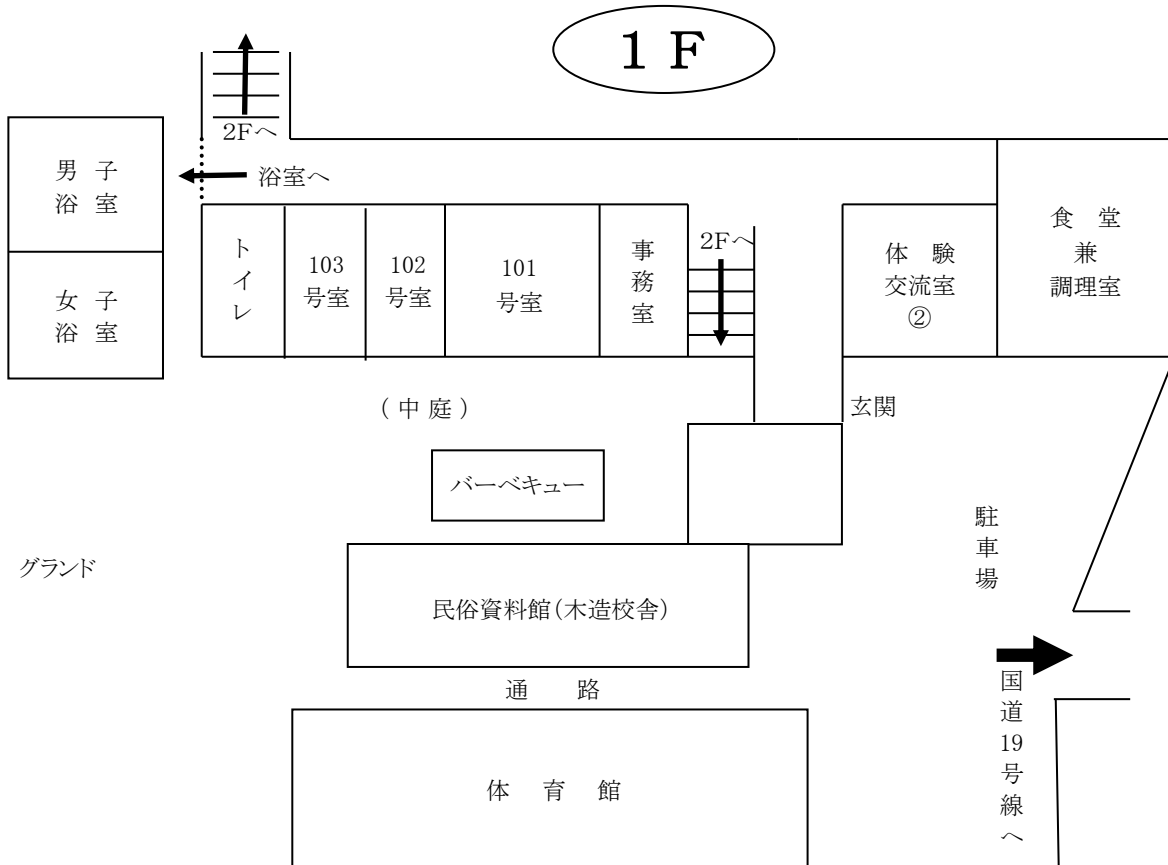 1 F
2Fへ
浴室へ
男 子
浴 室
女 子
浴 室
トイレ
103
号室
102
号室
101
号室
事務室
2Fへ
体 験
交流室
②
食 堂
兼
調理室
(中庭)
玄関
バーベキュー
駐車場
グランド
民俗資料館(木造校舎)
通 路
国道19号線へ
体 育 館